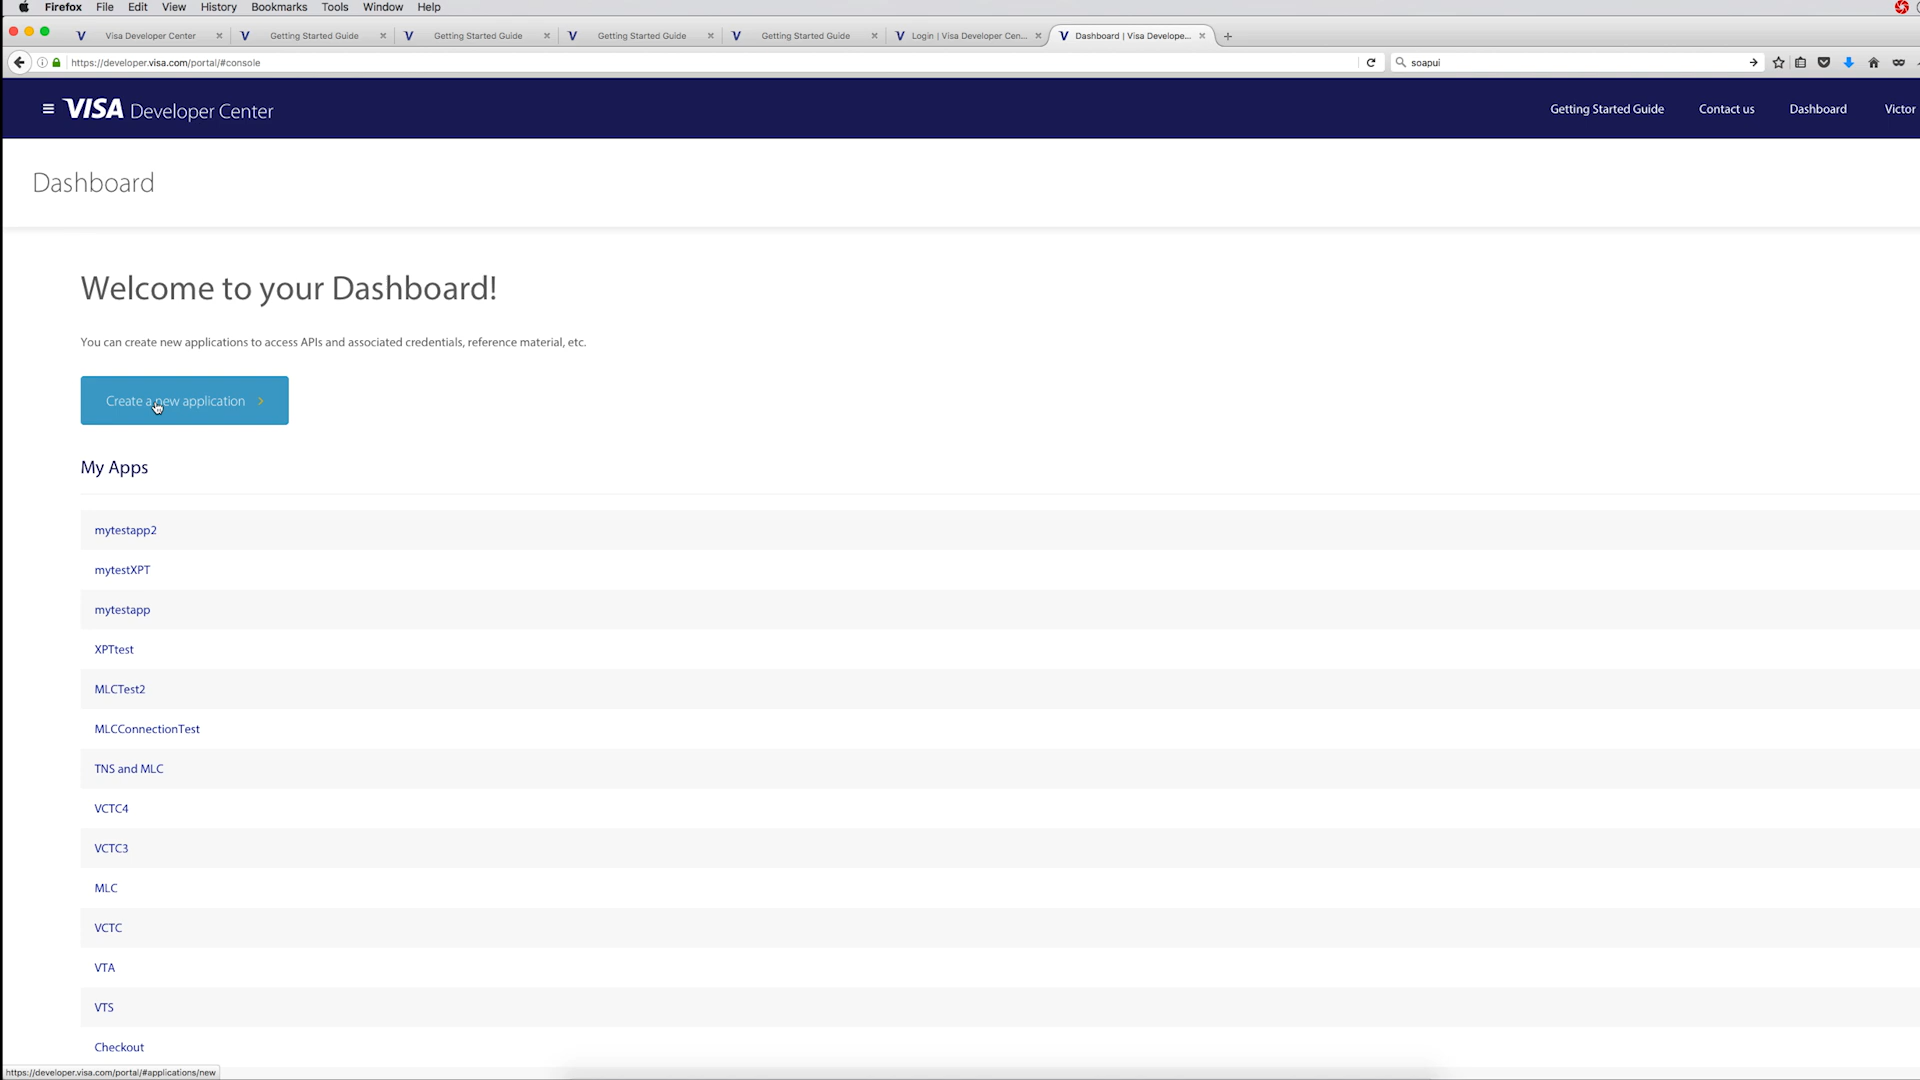 Firefox File Edit View History Bookmarks Tools Window Help
Visa Developer Center Getting Started Guide Getting Started Guide Getting Started Guide Getting Started Guide Login | Visa Developer Cen... Dashboard | Visa Develope...
https://developer.visa.com/portal/#console soapui
VISA Developer Center Getting Started Guide Contact us Dashboard Victor
Dashboard
Welcome to your Dashboard!
You can create new applications to access APIs and associated credentials, reference material, etc.
Create a new application
My Apps
mytestapp2
mytestXPT
mytestapp
XPTtest
MLCTest2
MLCConnectionTest
TNS and MLC
VCTC4
VCTC3
MLC
VCTC
VTA
VTS
Checkout
https://developer.visa.com/portal/#applications/new